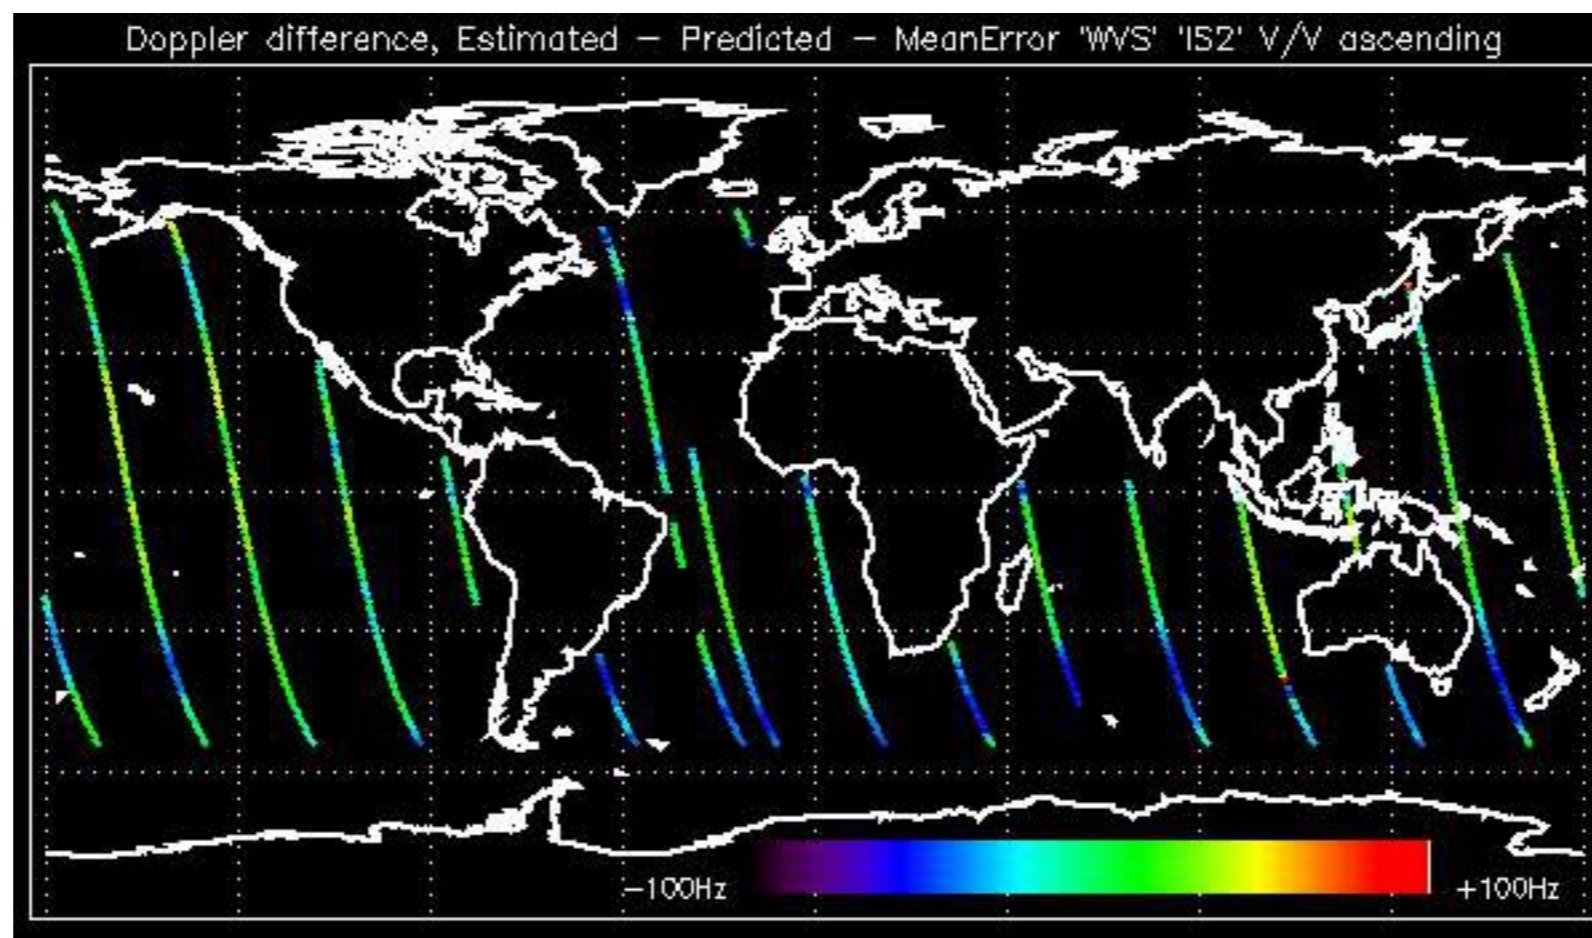 Doppler difference, Estimated – Predicted – MeanError 'WVS' 'IS2' V/V ascending
–100Hz
+100Hz